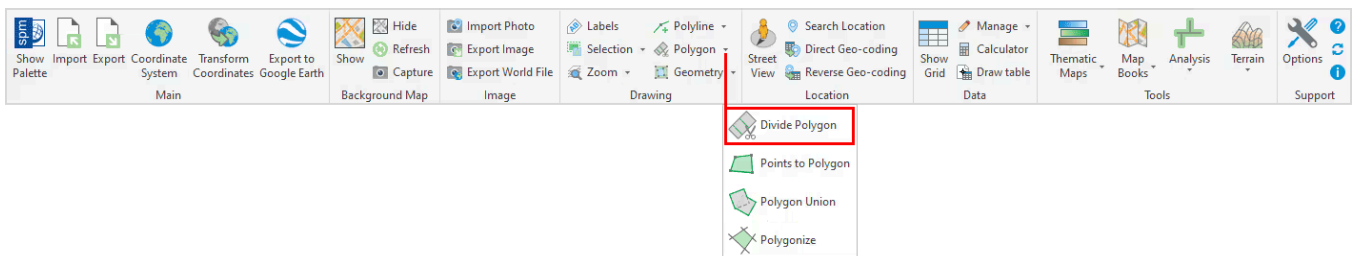 spm
Show
Palette
Import
Export
Coordinate
System
Transform
Coordinates
Export to
Google Earth
Main
Show
Hide
Refresh
Capture
Background Map
Import Photo
Export Image
Export World File
Image
Labels
Selection
Zoom
Polyline
Polygon
Geometry
Drawing
Street
View
Search Location
Direct Geo-coding
Reverse Geo-coding
Location
Show
Grid
Manage
Calculator
Draw table
Data
Thematic
Maps
Map
Books
Analysis
Terrain
Tools
Options
?
i
Support
Divide Polygon
Points to Polygon
Polygon Union
Polygonize